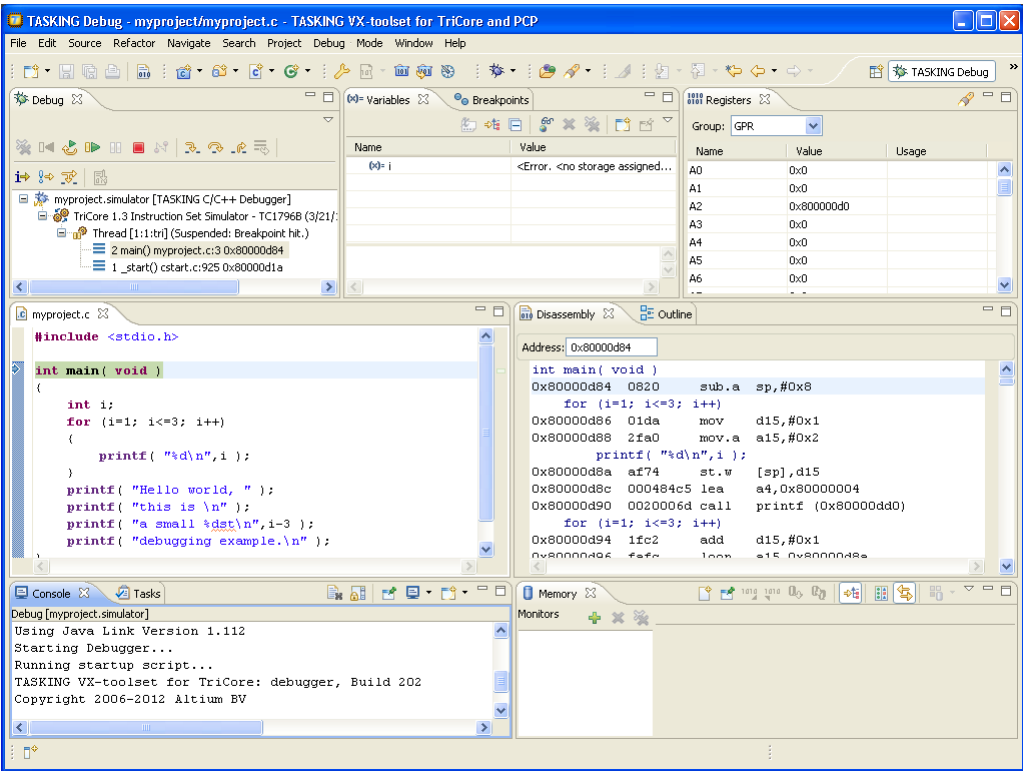 TASKING Debug - myproject/myproject.c - TASKING VX-toolset for TriCore and PCP
File Edit Source Refactor Navigate Search Project Debug Mode Window Help
TASKING Debug »
Debug
myproject.simulator [TASKING C/C++ Debugger]
TriCore 1.3 Instruction Set Simulator - TC1796B (3/21/
Thread [1:1:tri] (Suspended: Breakpoint hit.)
2 main() myproject.c:3 0x80000d84
1 _start() cstart.c:925 0x80000d1a
(x)= Variables Breakpoints
Name Value
(x)= i <Error. <no storage assigned...
Registers
Group: GPR
Name Value Usage
A0 0x0
A1 0x0
A2 0x800000d0
A3 0x0
A4 0x0
A5 0x0
A6 0x0
myproject.c
#include <stdio.h>
int main( void )
{
int i;
for (i=1; i<=3; i++)
{
printf( "%d\n",i );
}
printf( "Hello world, " );
printf( "this is \n" );
printf( "a small %dst\n",i-3 );
printf( "debugging example.\n" );
Disassembly Outline
Address: 0x80000d84
int main( void )
0x80000d84 0820 sub.a sp,#0x8
for (i=1; i<=3; i++)
0x80000d86 01da mov d15,#0x1
0x80000d88 2fa0 mov.a a15,#0x2
printf( "%d\n",i );
0x80000d8a af74 st.w [sp],d15
0x80000d8c 000484c5 lea a4,0x80000004
0x80000d90 0020006d call printf (0x80000dd0)
for (i=1; i<=3; i++)
0x80000d94 1fc2 add d15,#0x1
0x80000d96 fafc loop a15,0x80000d8a
Console Tasks
Debug [myproject.simulator]
Using Java Link Version 1.112
Starting Debugger...
Running startup script...
TASKING VX-toolset for TriCore: debugger, Build 202
Copyright 2006-2012 Altium BV
Memory
Monitors